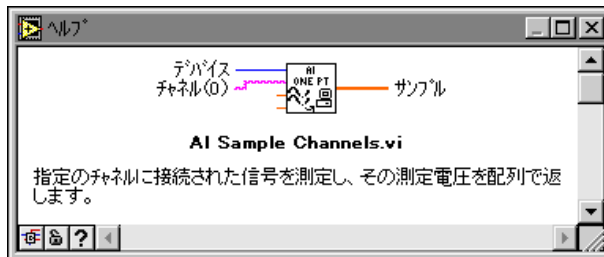 ヘルプ
デバイス
AI
ONE PT
チャネル(0)
サンプル
AI Sample Channels.vi
指定のチャネルに接続された信号を測定し、その測定電圧を配列で返
します。
?